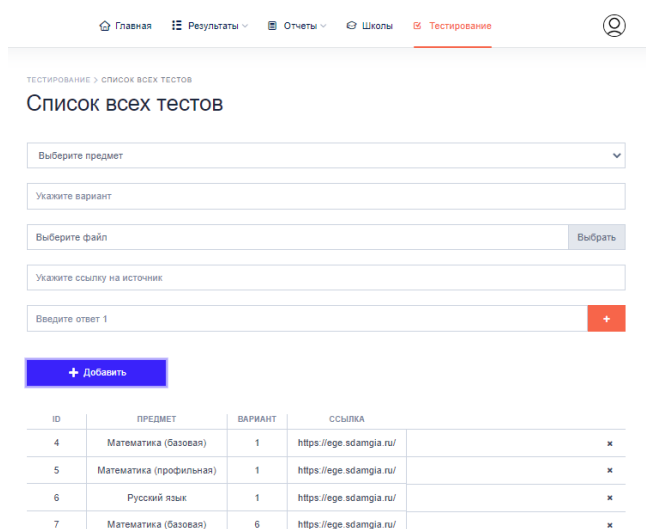 Главная Результаты Отчеты Школы Тестирование
ТЕСТИРОВАНИЕ > СПИСОК ВСЕХ ТЕСТОВ
Список всех тестов
Выберите предмет
Укажите вариант
Выберите файл Выбрать
Укажите ссылку на источник
Введите ответ 1 +
+ Добавить
ID ПРЕДМЕТ ВАРИАНТ ССЫЛКА
4 Математика (базовая) 1 https://ege.sdamgia.ru/ ×
5 Математика (профильная) 1 https://ege.sdamgia.ru/ ×
6 Русский язык 1 https://ege.sdamgia.ru/ ×
7 Математика (базовая) 6 https://ege.sdamgia.ru/ ×